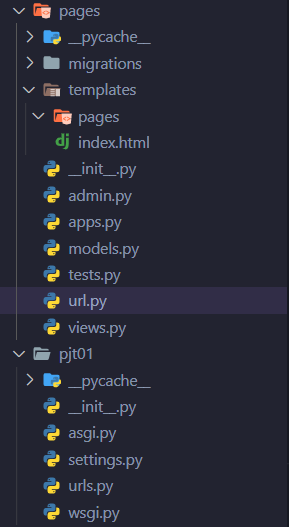 pages
__pycache__
migrations
templates
pages
dj index.html
__init__.py
admin.py
apps.py
models.py
tests.py
url.py
views.py
pjt01
__pycache__
__init__.py
asgi.py
settings.py
urls.py
wsgi.py